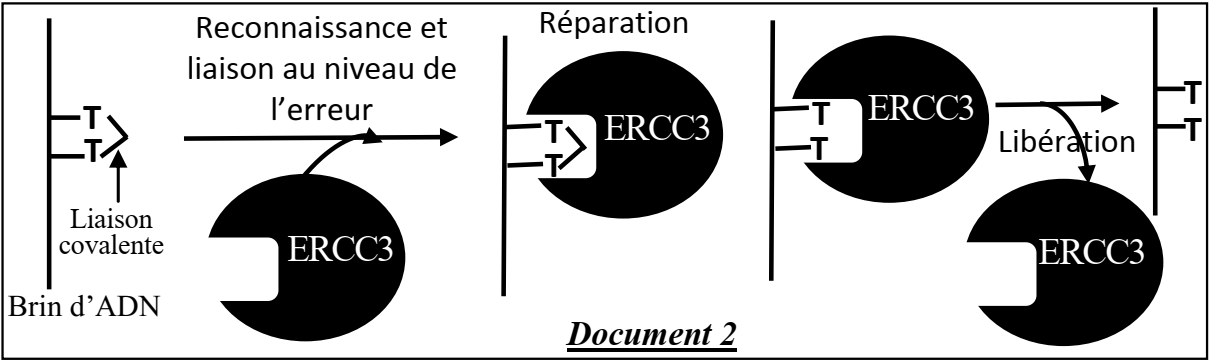 Reconnaissance et
liaison au niveau de
l'erreur
T
T
Liaison
covalente
Brin d'ADN
ERCC3
Réparation
T
T
ERCC3
T
T
ERCC3
Libération
ERCC3
T
T
Document 2